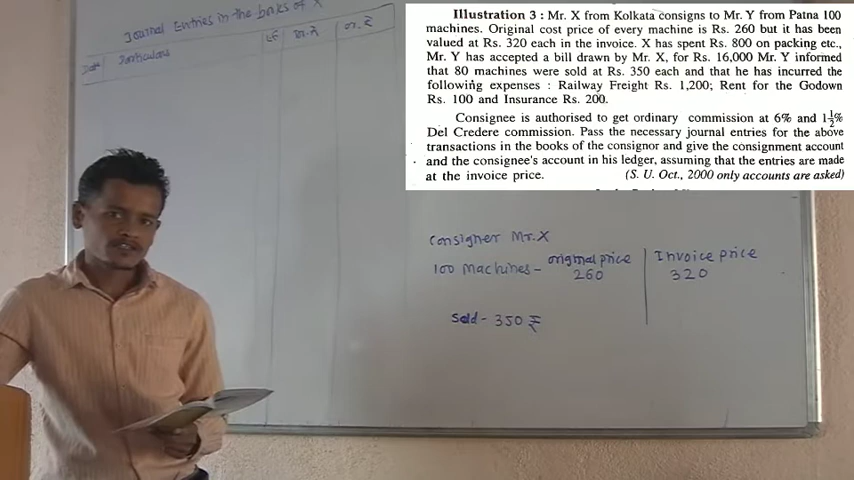 Journal Entries in the books of X
Date Particulars L.F. Dr.₹ Cr.₹
Illustration 3 : Mr. X from Kolkata consigns to Mr. Y from Patna 100
machines. Original cost price of every machine is Rs. 260 but it has been
valued at Rs. 320 each in the invoice. X has spent Rs. 800 on packing etc.,
Mr. Y has accepted a bill drawn by Mr. X, for Rs. 16,000 Mr. Y informed
that 80 machines were sold at Rs. 350 each and that he has incurred the
following expenses : Railway Freight Rs. 1,200; Rent for the Godown
Rs. 100 and Insurance Rs. 200.
Consignee is authorised to get ordinary commission at 6% and 1½%
Del Credere commission. Pass the necessary journal entries for the above
transactions in the books of the consignor and give the consignment account
and the consignee's account in his ledger, assuming that the entries are made
at the invoice price. (S. U. Oct., 2000 only accounts are asked)
Consigner Mr. X
100 Machines - original price Invoice price
260 320
Sold - 350 ₹